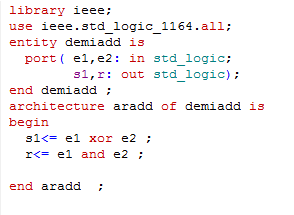 library ieee;
use ieee.std_logic_1164.all;
entity demiadd is
port( e1,e2: in std_logic;
s1,r: out std_logic);
end demiadd ;
architecture aradd of demiadd is
begin
s1<= e1 xor e2 ;
r<= e1 and e2 ;
end aradd ;